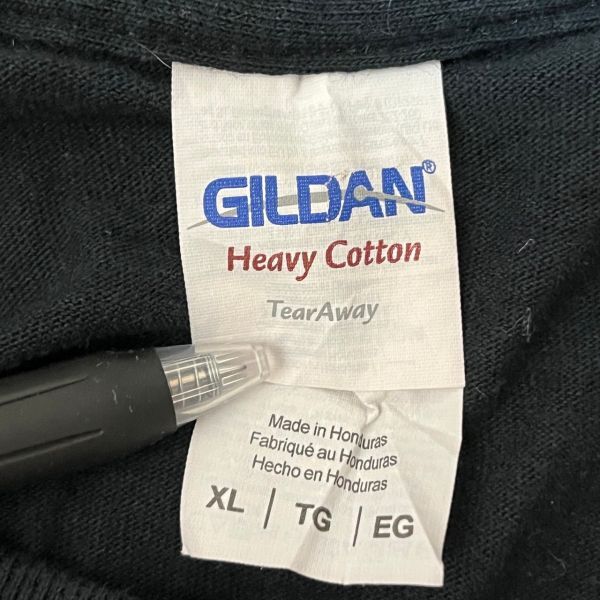 GILDAN®
Heavy Cotton
TearAway
Made in Honduras
Fabriqué au Honduras
Hecho en Honduras
XL | TG | EG